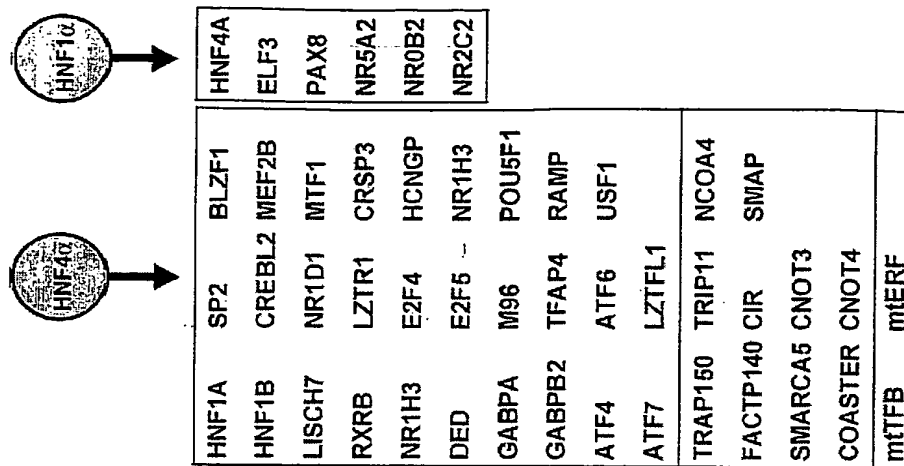 HNF4α HNF1α
HNF1A SP2 BLZF1 HNF4A
HNF1B CREBL2 MEF2B ELF3
LISCH7 NR1D1 MTF1 PAX8
RXRB LZTR1 CRSP3 NR5A2
NR1H3 E2F4 HCNGP NR0B2
DED E2F5 NR1H3 NR2C2
GABPA M96 POU5F1
GABPB2 TFAP4 RAMP
ATF4 ATF6 USF1
ATF7 LZTFL1
TRAP150 TRIP11 NCOA4
FACTP140 CIR SMAP
SMARCA5 CNOT3
COASTER CNOT4
mtTFB mtERF